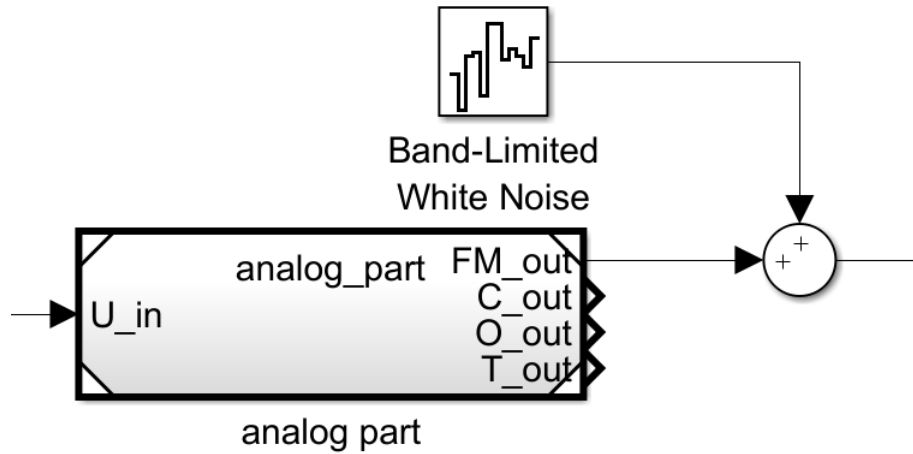 Band-Limited
White Noise
analog_part
FM_out
U_in
C_out
O_out
T_out
analog part
+
+